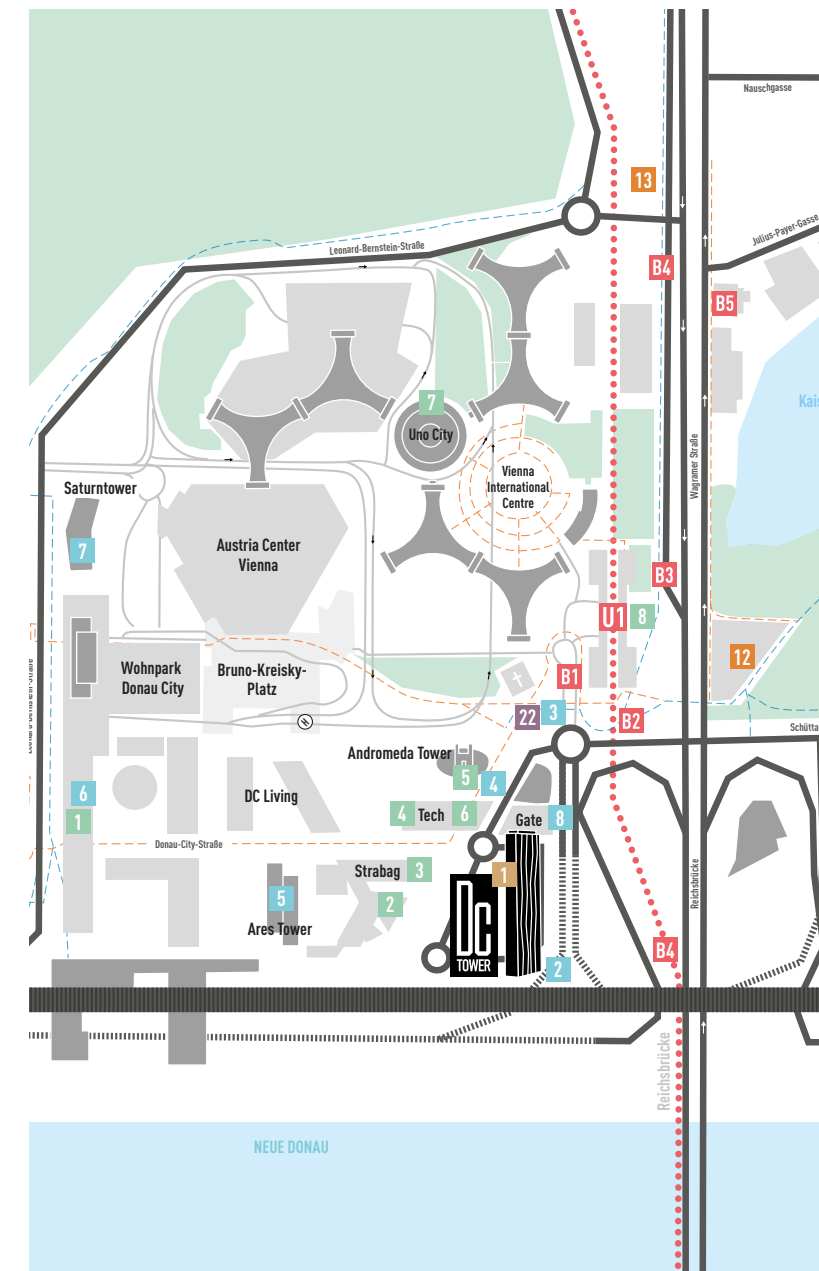 Nauschgasse
13
Julius-Payer-Gasse
Leonard-Bernstein-Straße
B4
B5
7
Uno City
Kais
Wagramer Straße
Saturntower
Vienna
International
Centre
7
Austria Center
Vienna
B3
U1
8
12
Wohnpark
Donau City
Bruno-Kreisky-
Platz
B1
22
3
B2
H
Schütta
Andromeda Tower
5
4
6
1
DC Living
4
Tech
6
Gate
8
Donau-City-Straße
Strabag
3
1
Reichsbrücke
5
2
Ares Tower
DC
TOWER
2
B4
Reichsbrücke
NEUE DONAU